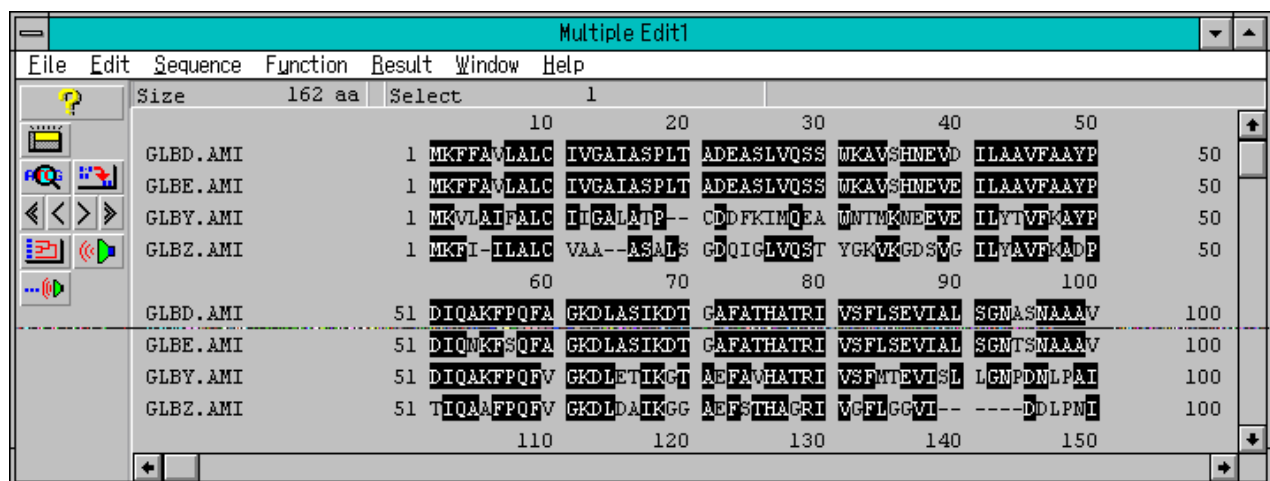 Multiple Edit1
File Edit Sequence Function Result Window Help
Size 162 aa Select 1
10 20 30 40 50
GLBD.AMI 1 MKFFAVLALC IVGAIASPLT ADEASLVQSS WKAVSHNEVD ILAAVFAAYP 50
GLBE.AMI 1 MKFFAVLALC IVGAIASPLT ADEASLVQSS WKAVSHNEVE ILAAVFAAYP 50
GLBY.AMI 1 MKVLAIFALC IIGALATP-- CDDFKIMQEA WNTMKNEEVE ILYTVFKAYP 50
GLBZ.AMI 1 MKFI-ILALC VAA--ASALS GDQIGLVQST YGKVKGDSVG ILYAVFKADP 50
60 70 80 90 100
GLBD.AMI 51 DIQAKFPQFA GKDLASIKDT GAFATHATRI VSFLSEVIAL SGNASNAAAV 100
GLBE.AMI 51 DIQNKFSQFA GKDLASIKDT GAFATHATRI VSFLSEVIAL SGNTSNAAAV 100
GLBY.AMI 51 DIQAKFPQFV GKDLETIKGT AEFAVHATRI VSFMTEVISL LGNPDNLPAI 100
GLBZ.AMI 51 TIQAAFPQFV GKDLDAIKGG AEFSTHAGRI VGFLGGVI-- ----DDLPNI 100
110 120 130 140 150